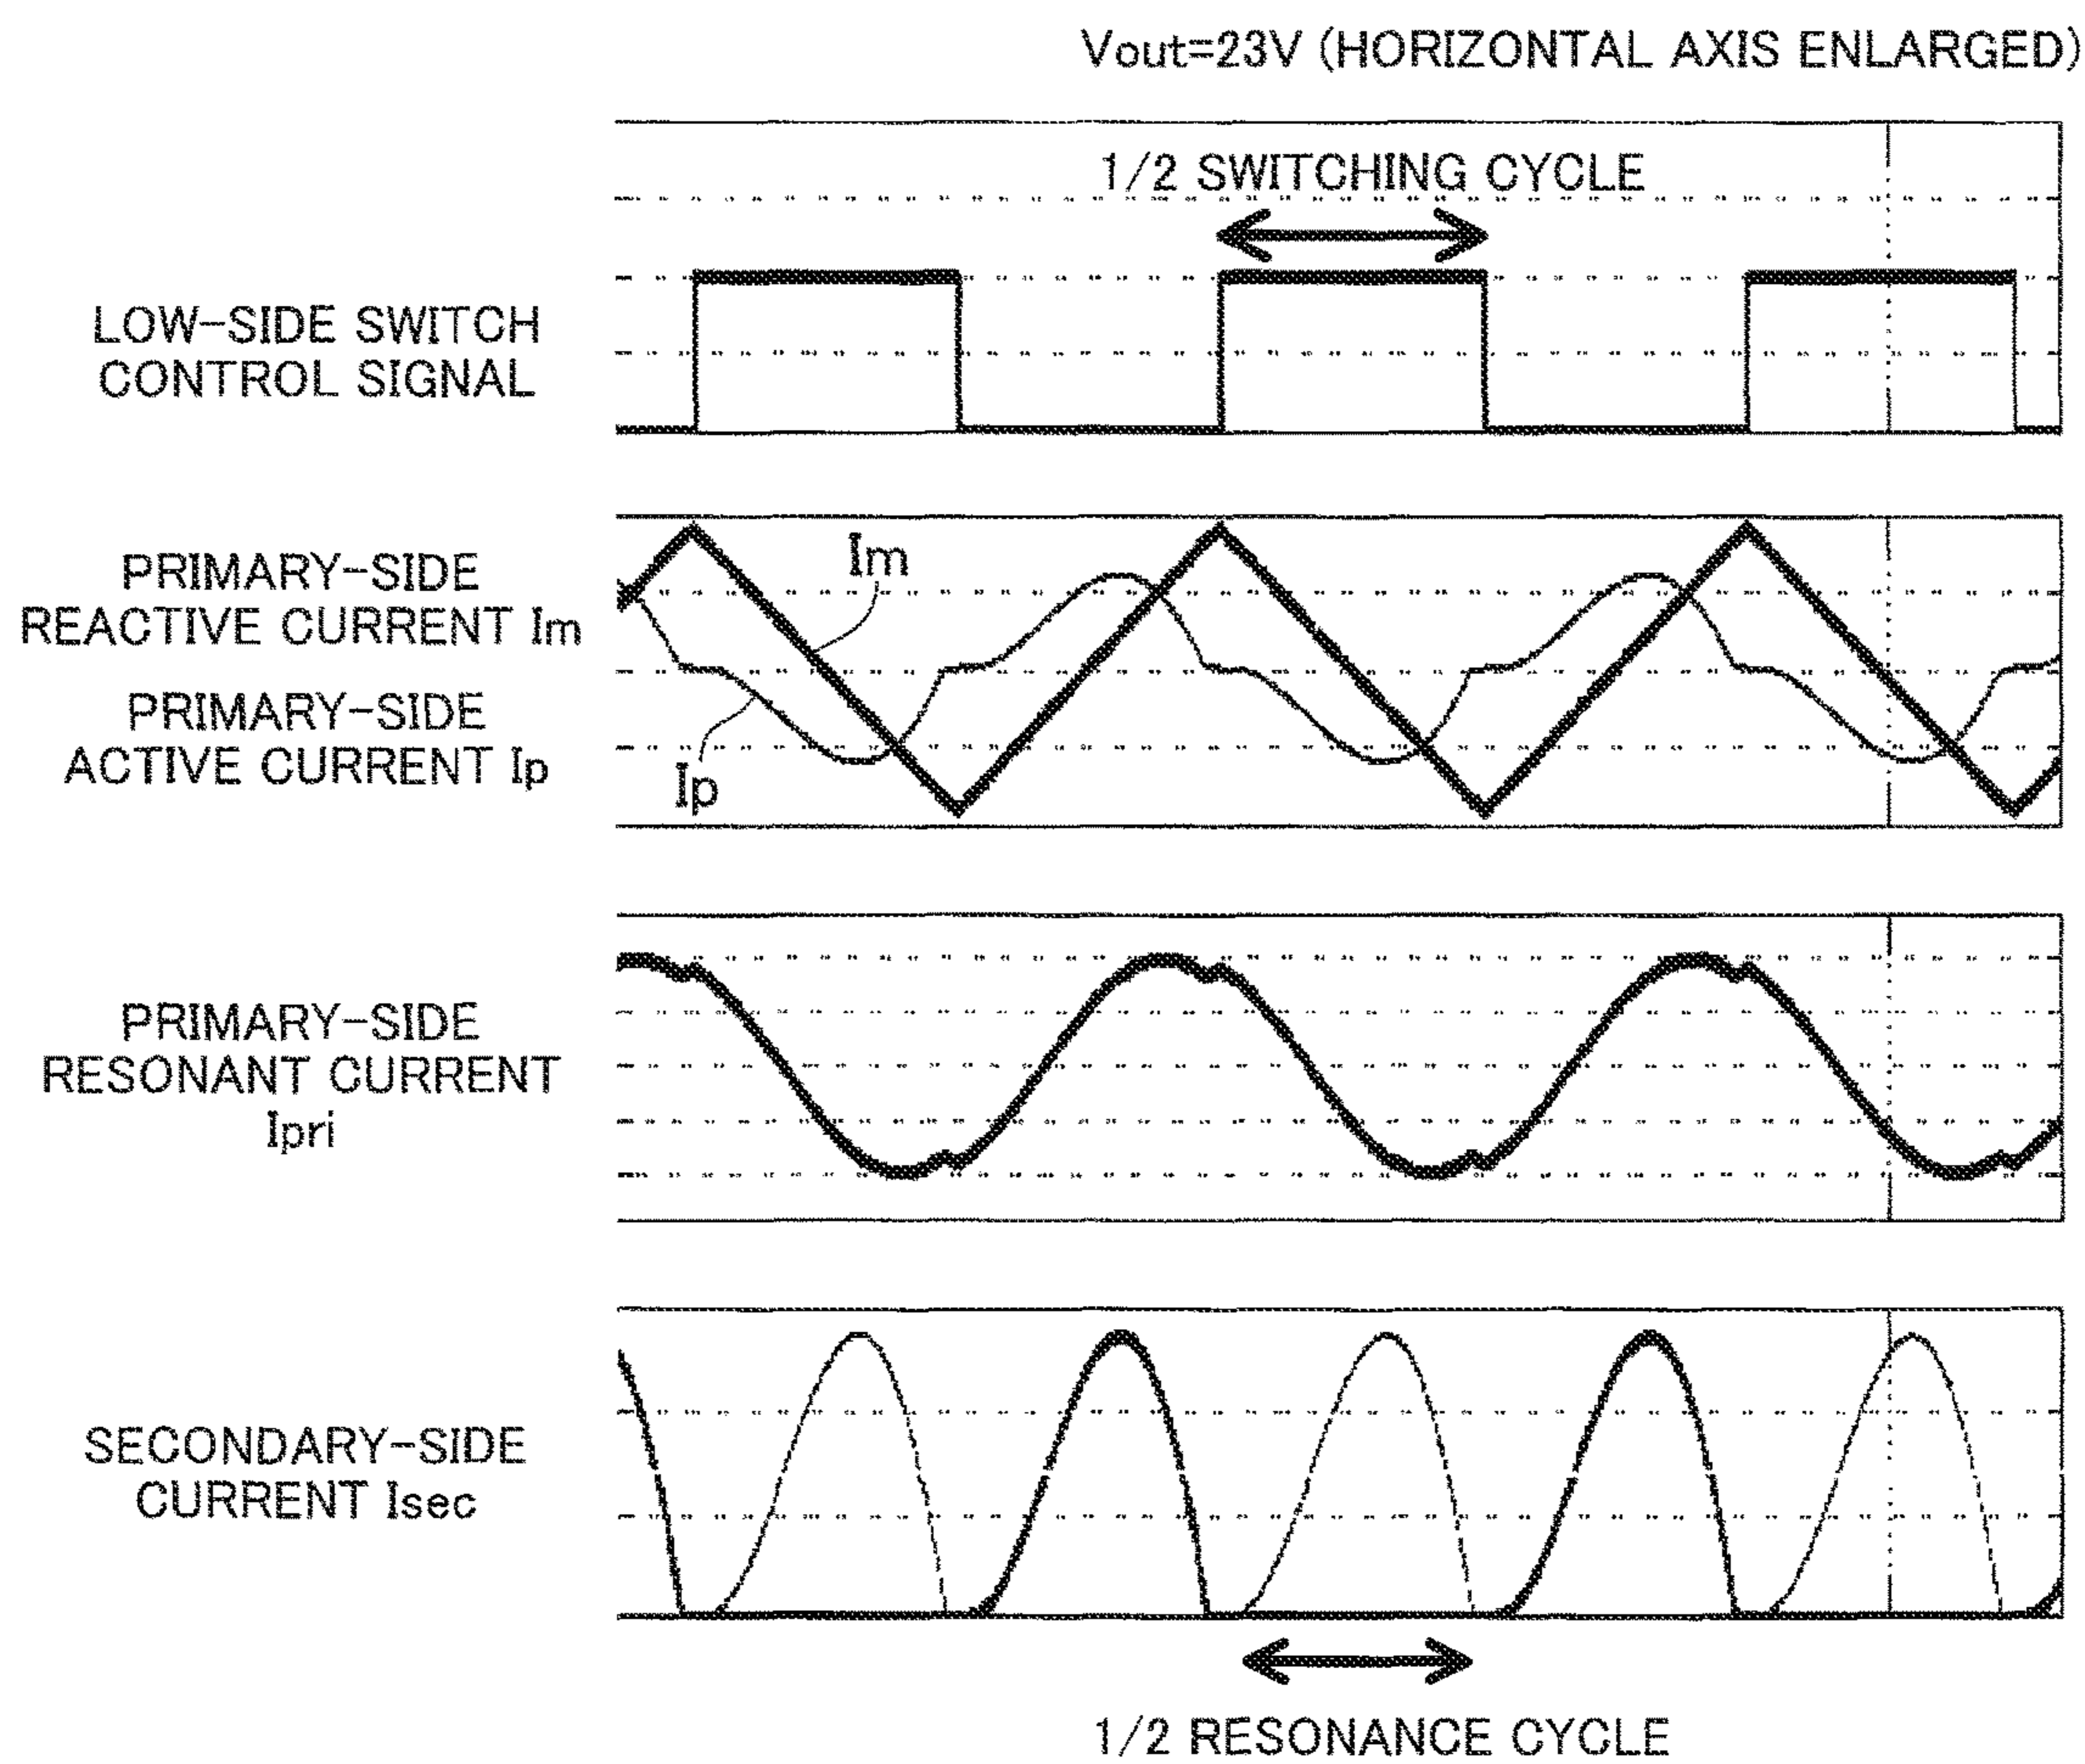 Vout=23V (HORIZONTAL AXIS ENLARGED)
1/2 SWITCHING CYCLE
LOW-SIDE SWITCH
CONTROL SIGNAL
PRIMARY-SIDE
REACTIVE CURRENT Im
PRIMARY-SIDE
ACTIVE CURRENT Ip
Im
Ip
PRIMARY-SIDE
RESONANT CURRENT
Ipri
SECONDARY-SIDE
CURRENT Isec
1/2 RESONANCE CYCLE